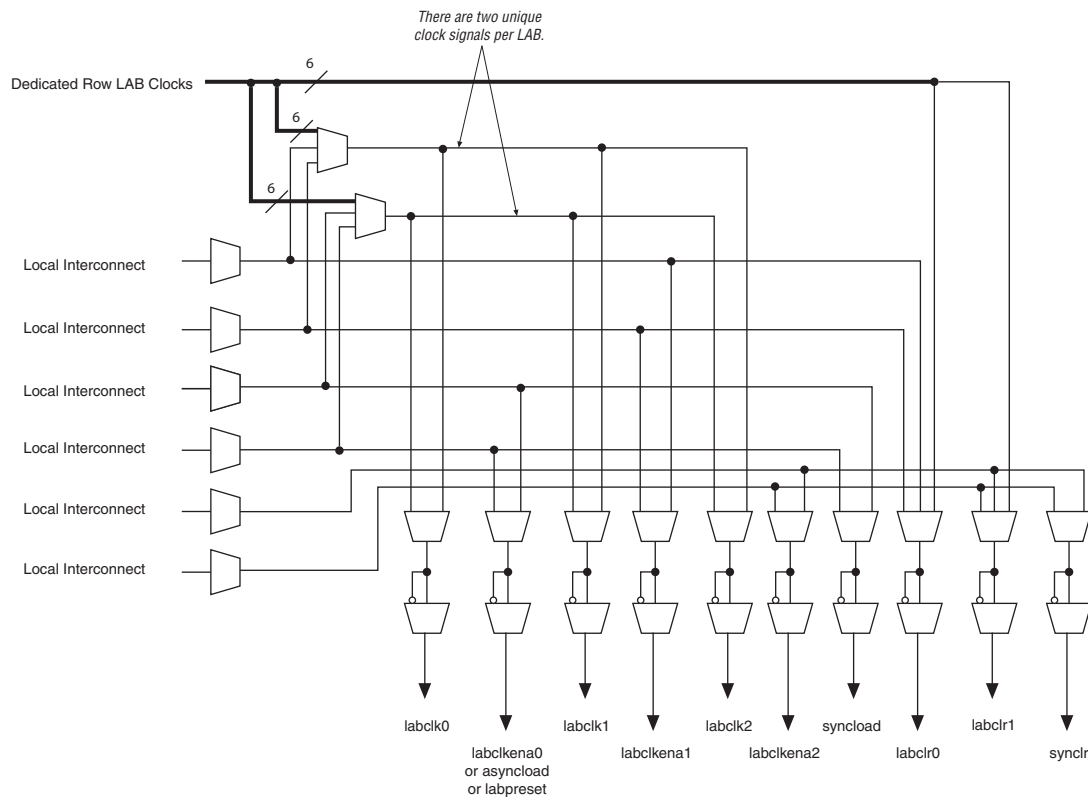 There are two unique
clock signals per LAB.
6
Dedicated Row LAB Clocks
6
6
Local Interconnect
Local Interconnect
Local Interconnect
Local Interconnect
Local Interconnect
Local Interconnect
labclk0
labclk1
labclk2
syncload
labclr1
labclkena0
or asyncload
or labpreset
labclkena1
labclkena2
labclr0
synclr